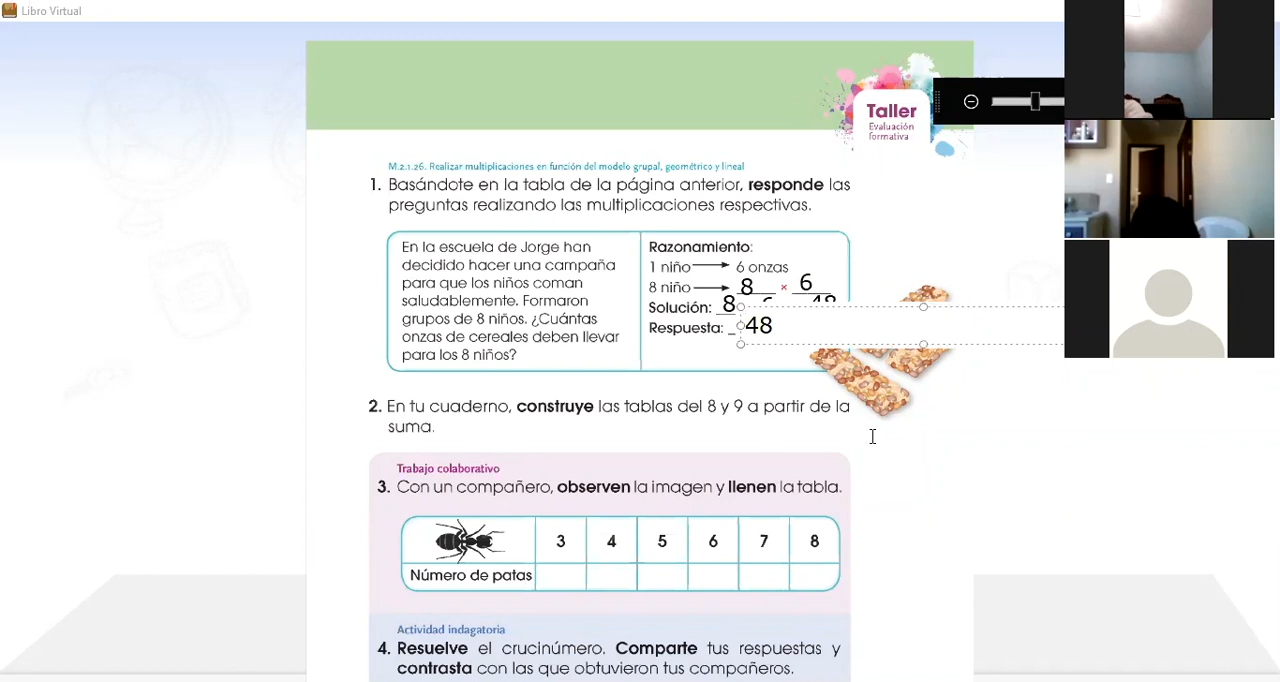 Libro Virtual
Taller
Evaluación
formativa
M.2.1.26. Realizar multiplicaciones en función del modelo grupal, geométrico y lineal
1. Basándote en la tabla de la página anterior, responde las
preguntas realizando las multiplicaciones respectivas.
En la escuela de Jorge han
decidido hacer una campaña
para que los niños coman
saludablemente. Formaron
grupos de 8 niños. ¿Cuántas
onzas de cereales deben llevar
para los 8 niños?
Razonamiento:
1 niño → 6 onzas
8 niño → 8 × 6
Solución: 8 6 48
Respuesta: _ 48
2. En tu cuaderno, construye las tablas del 8 y 9 a partir de la
suma.
Trabajo colaborativo
3. Con un compañero, observen la imagen y llenen la tabla.
3 4 5 6 7 8
Número de patas
Actividad indagatoria
4. Resuelve el crucinúmero. Comparte tus respuestas y
contrasta con las que obtuvieron tus compañeros.